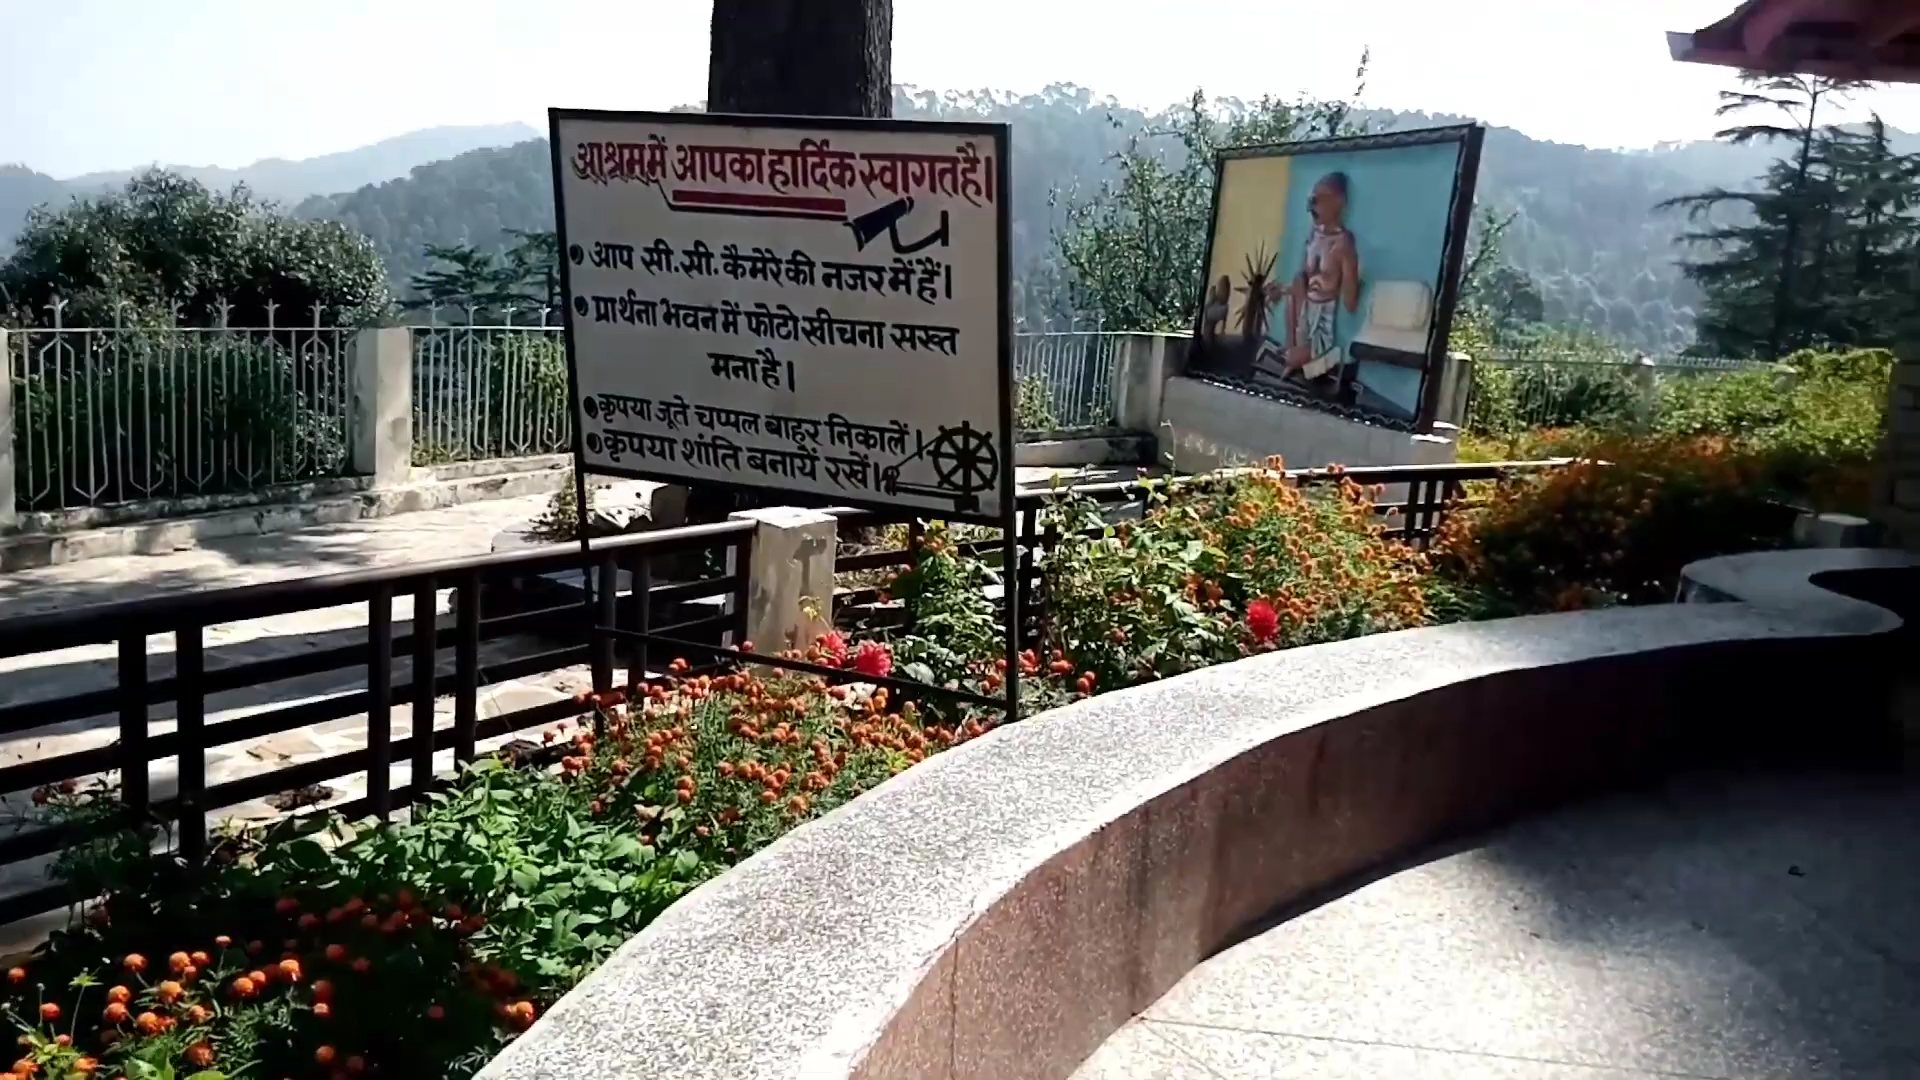 आश्रम में आपका हार्दिक स्वागत है।
आप सी.सी. कैमेरे की नजर में हैं।
प्रार्थना भवन में फोटो खीचना सख्त
मना है।
कृपया जूते चप्पल बाहर निकालें।
कृपया शांति बनायें रखें।